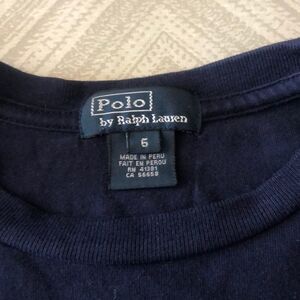 Polo
by Ralph Lauren
6
MADE IN PERU
FAIT EN PEROU
RN 41381
CA 56658